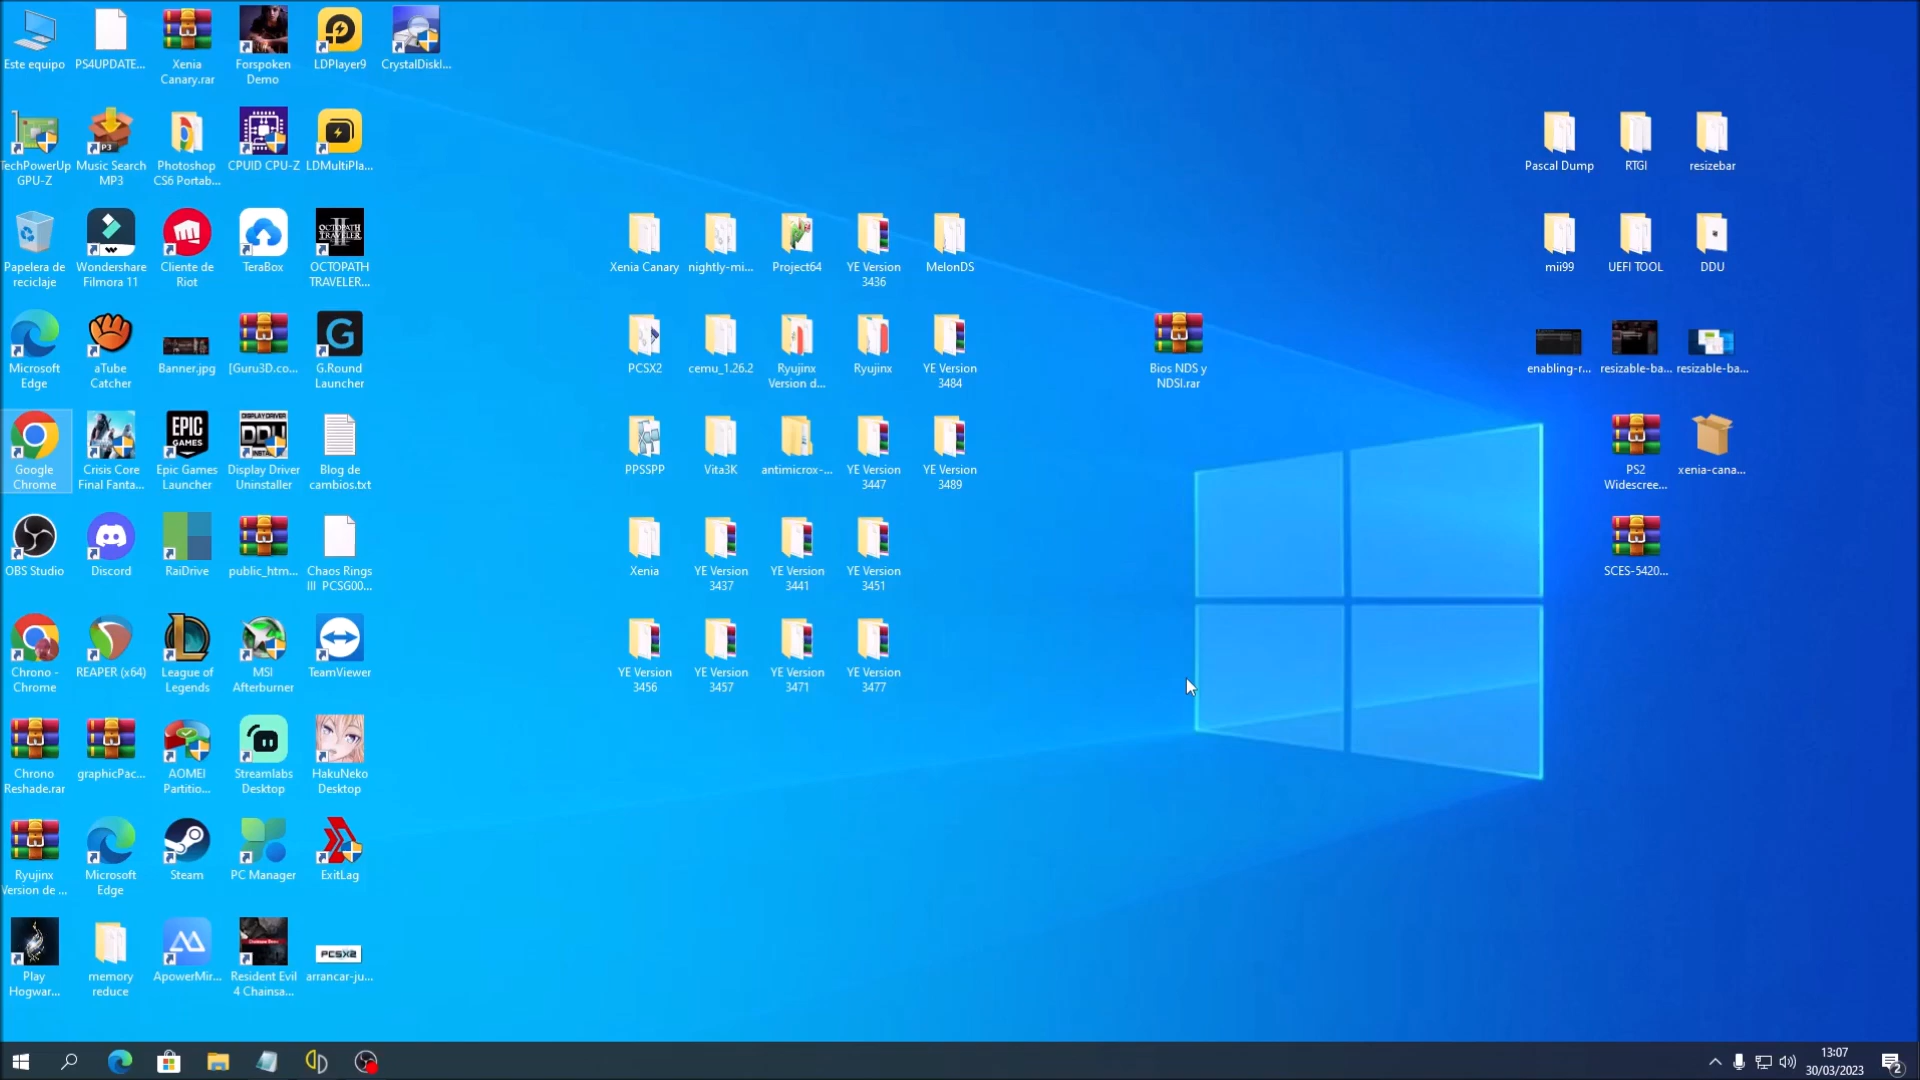 Este equipo
PS4UPDATE...
Xenia
Canary.rar
Forspoken
Demo
LDPlayer9
CrystalDiskI...
TechPowerUp
GPU-Z
Music Search
MP3
Photoshop
CS6 Portab...
CPUID CPU-Z
LDMultiPla...
Pascal Dump
RTGI
resizebar
Papelera de
reciclaje
Wondershare
Filmora 11
Cliente de
Riot
TeraBox
OCTOPATH
TRAVELER
OCTOPATH
TRAVELER...
Xenia Canary
nightly-mi...
Project64
YE Version
3436
MelonDS
mii99
UEFI TOOL
DDU
Microsoft
Edge
aTube
Catcher
Banner.jpg
[Guru3D.co...
G.Round
Launcher
PCSX2
cemu_1.26.2
Ryujinx
Version d...
Ryujinx
YE Version
3484
Bios NDS y
NDSI.rar
enabling-r...
resizable-ba...
resizable-ba...
Google
Chrome
Crisis Core
Final Fanta...
EPIC
GAMES
Epic Games
Launcher
DISPLAY DRIVER
DDU
Display Driver
Uninstaller
Blog de
cambios.txt
PPSSPP
Vita3K
antimicrox-...
YE Version
3447
YE Version
3489
PS2
Widescree...
xenia-cana...
OBS Studio
Discord
RaiDrive
public_htm...
Chaos Rings
III PCSG00...
Xenia
YE Version
3437
YE Version
3441
YE Version
3451
SCES-5420...
Chrono -
Chrome
REAPER (x64)
League of
Legends
MSI
Afterburner
TeamViewer
YE Version
3456
YE Version
3457
YE Version
3471
YE Version
3477
Chrono
Reshade.rar
graphicPac...
AOMEI
Partitio...
Streamlabs
Desktop
HakuNeko
Desktop
Ryujinx
Version de ...
Microsoft
Edge
Steam
PC Manager
ExitLag
Play
Hogwar...
memory
reduce
ApowerMir...
Resident Evil
4 Chainsa...
PCSX2
arrancar-ju...
13:07
30/03/2023
2